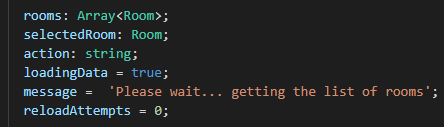 rooms: Array<Room>;
selectedRoom: Room;
action: string;
loadingData = true;
message =  'Please wait... getting the list of rooms';
reloadAttempts = 0;